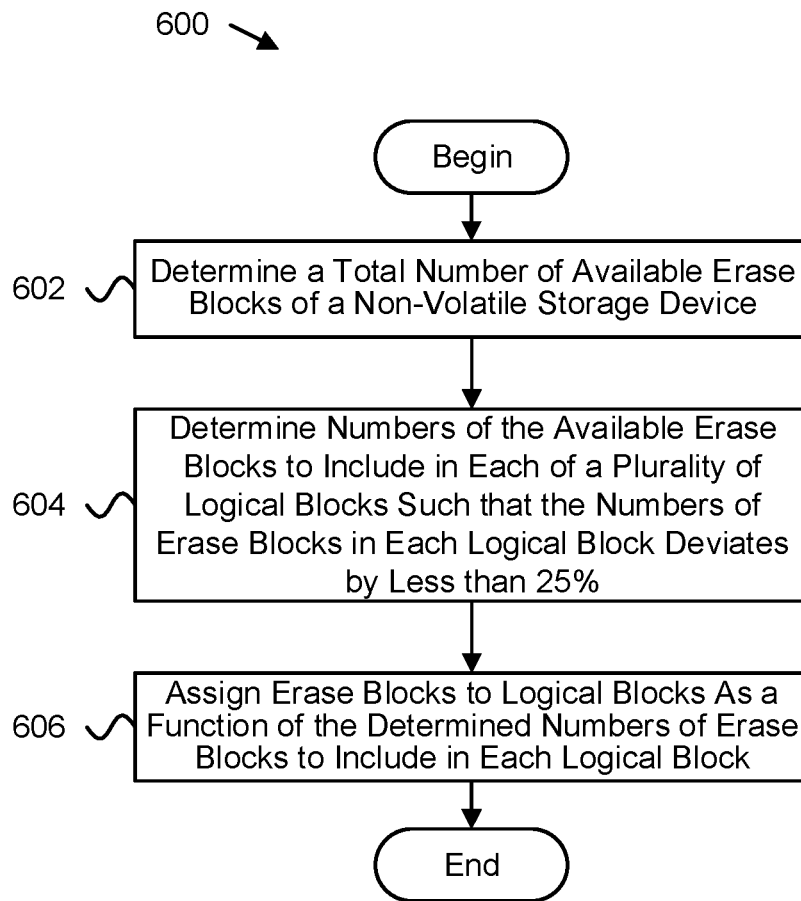 600
Begin
602
Determine a Total Number of Available Erase
Blocks of a Non-Volatile Storage Device
604
Determine Numbers of the Available Erase
Blocks to Include in Each of a Plurality of
Logical Blocks Such that the Numbers of
Erase Blocks in Each Logical Block Deviates
by Less than 25%
606
Assign Erase Blocks to Logical Blocks As a
Function of the Determined Numbers of Erase
Blocks to Include in Each Logical Block
End